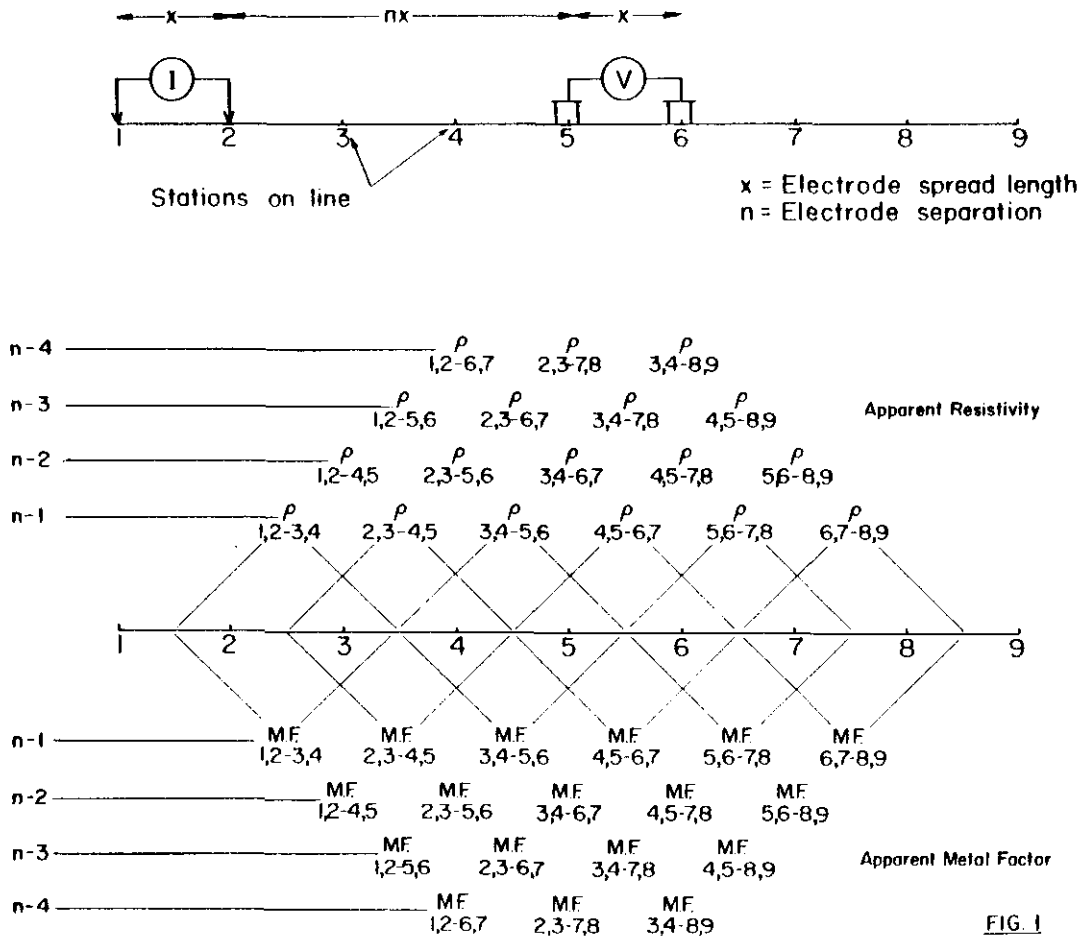 x nx x
I V
1 2 3 4 5 6 7 8 9
Stations on line
x = Electrode spread length
n = Electrode separation
n-4 ρ ρ ρ
1,2-6,7 2,3-7,8 3,4-8,9
n-3 ρ ρ ρ ρ Apparent Resistivity
1,2-5,6 2,3-6,7 3,4-7,8 4,5-8,9
n-2 ρ ρ ρ ρ ρ
1,2-4,5 2,3-5,6 3,4-6,7 4,5-7,8 5,6-8,9
n-1 ρ ρ ρ ρ ρ ρ
1,2-3,4 2,3-4,5 3,4-5,6 4,5-6,7 5,6-7,8 6,7-8,9
1 2 3 4 5 6 7 8 9
n-1 M.F. M.F. M.F. M.F. M.F. M.F.
1,2-3,4 2,3-4,5 3,4-5,6 4,5-6,7 5,6-7,8 6,7-8,9
n-2 M.F. M.F. M.F. M.F. M.F.
1,2-4,5 2,3-5,6 3,4-6,7 4,5-7,8 5,6-8,9
n-3 M.F. M.F. M.F. M.F. Apparent Metal Factor
1,2-5,6 2,3-6,7 3,4-7,8 4,5-8,9
n-4 M.F. M.F. M.F.
1,2-6,7 2,3-7,8 3,4-8,9
FIG. 1